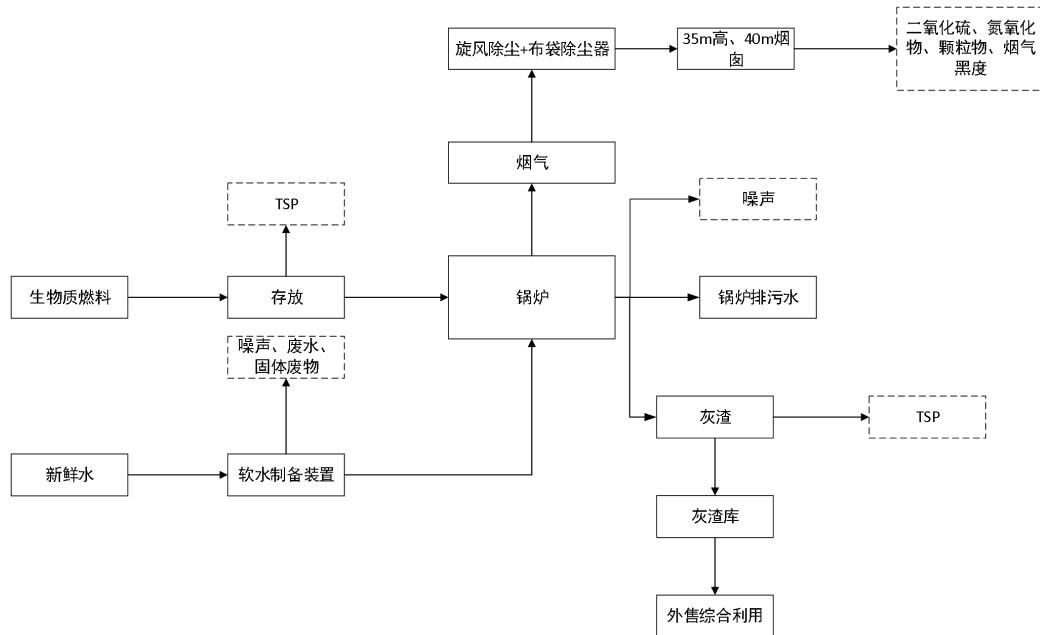 旋风除尘+布袋除尘器
35m高、40m烟
囱
二氧化硫、氮氧化
物、颗粒物、烟气
黑度
烟气
TSP
噪声
生物质燃料
存放
锅炉
锅炉排污水
噪声、废水、
固体废物
灰渣
TSP
新鲜水
软水制备装置
灰渣库
外售综合利用